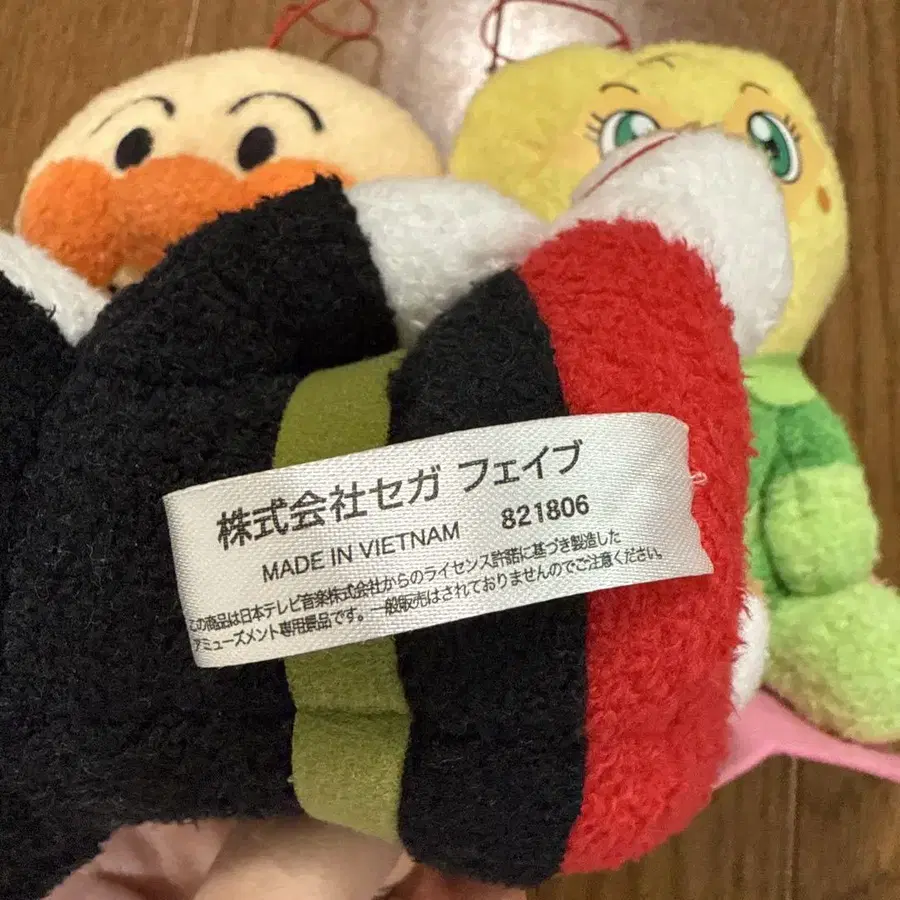 株式会社セガ フェイブ
MADE IN VIETNAM 821806
この商品は日本テレビ音楽株式会社からのライセンス許諾に基づき製造した
アミューズメント専用景品です。一般販売はされておりませんのでご注意ください。